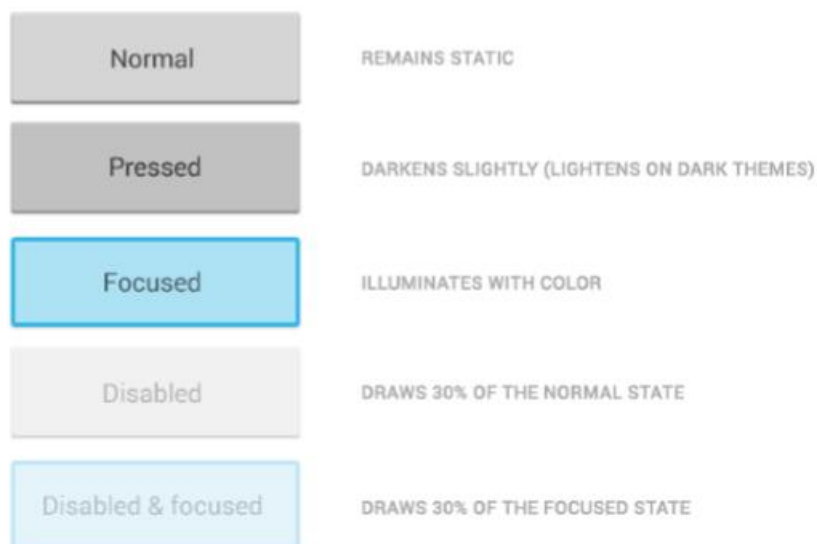 Normal
REMAINS STATIC
Pressed
DARKENS SLIGHTLY (LIGHTENS ON DARK THEMES)
Focused
ILLUMINATES WITH COLOR
Disabled
DRAWS 30% OF THE NORMAL STATE
Disabled & focused
DRAWS 30% OF THE FOCUSED STATE